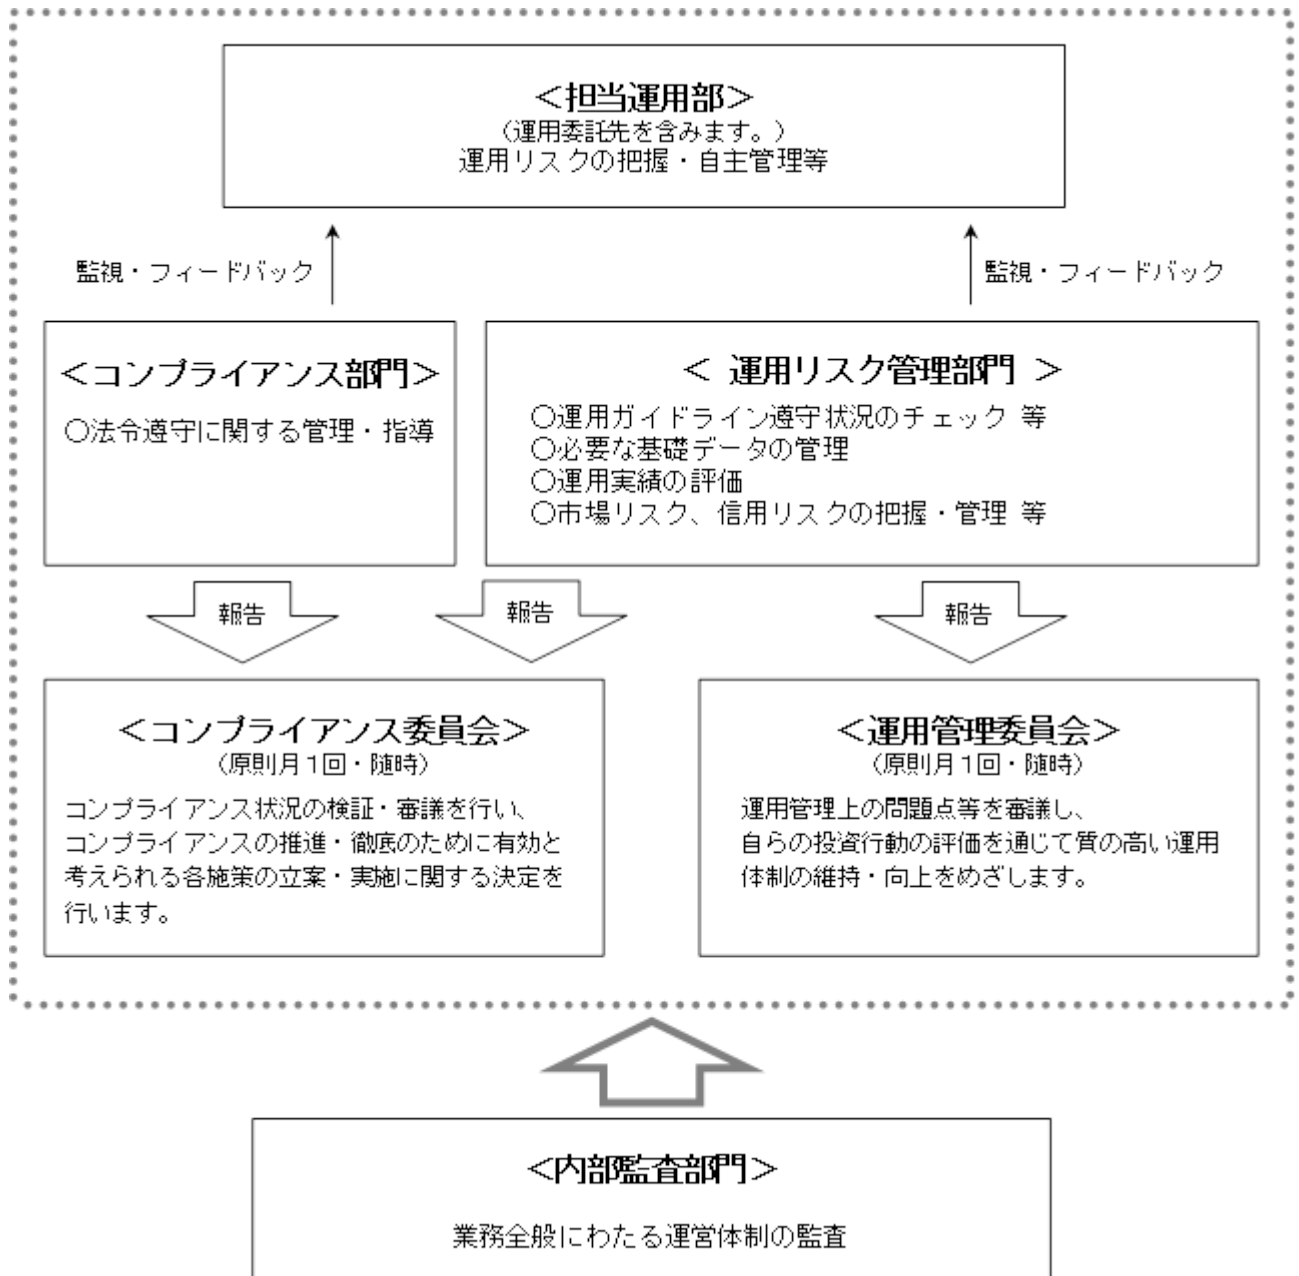 ＜担当運用部＞
（運用委託先を含みます。）
運用リスクの把握・自主管理等
監視・フィードバック
監視・フィードバック
＜コンプライアンス部門＞
○法令遵守に関する管理・指導
＜ 運用リスク管理部門 ＞
○運用ガイドライン遵守状況のチェック 等
○必要な基礎データの管理
○運用実績の評価
○市場リスク、信用リスクの把握・管理 等
報告
報告
報告
＜コンプライアンス委員会＞
（原則月１回・随時）
コンプライアンス状況の検証・審議を行い、
コンプライアンスの推進・徹底のために有効と
考えられる各施策の立案・実施に関する決定を
行います。
＜運用管理委員会＞
（原則月１回・随時）
運用管理上の問題点等を審議し、
自らの投資行動の評価を通じて質の高い運用
体制の維持・向上をめざします。
＜内部監査部門＞
業務全般にわたる運営体制の監査